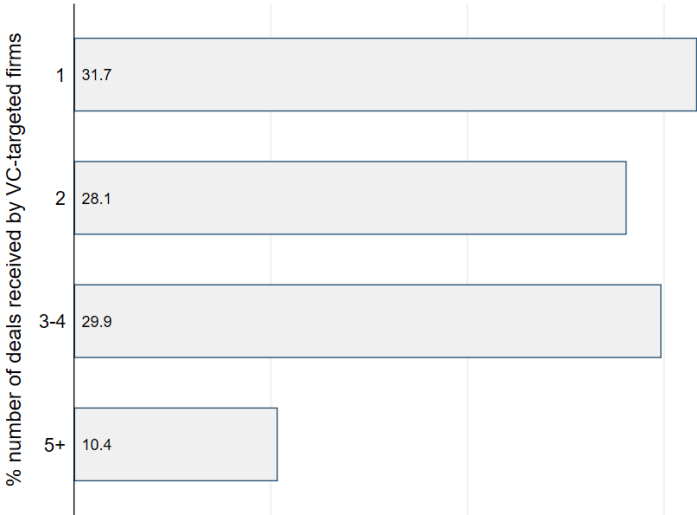 % number of deals received by VC-targeted firms
1 31.7
2 28.1
3-4 29.9
5+ 10.4